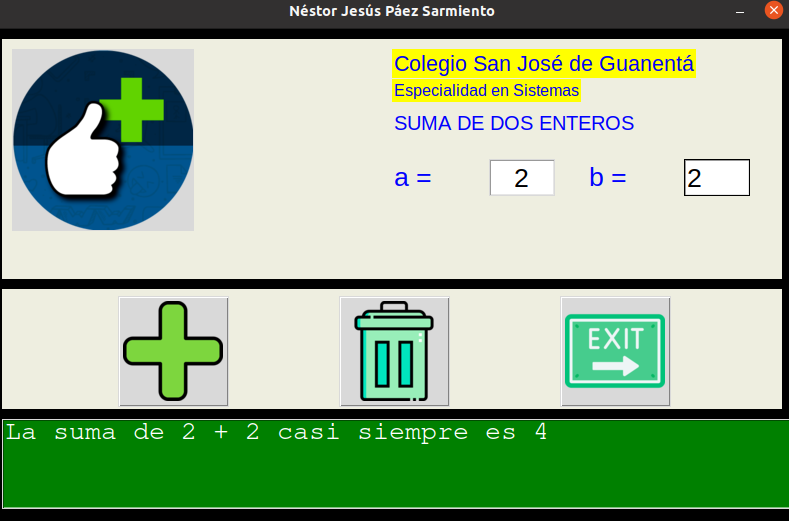 Néstor Jesús Páez Sarmiento
Colegio San José de Guanentá
Especialidad en Sistemas
SUMA DE DOS ENTEROS
a = 2 b = 2
EXIT
La suma de 2 + 2 casi siempre es 4